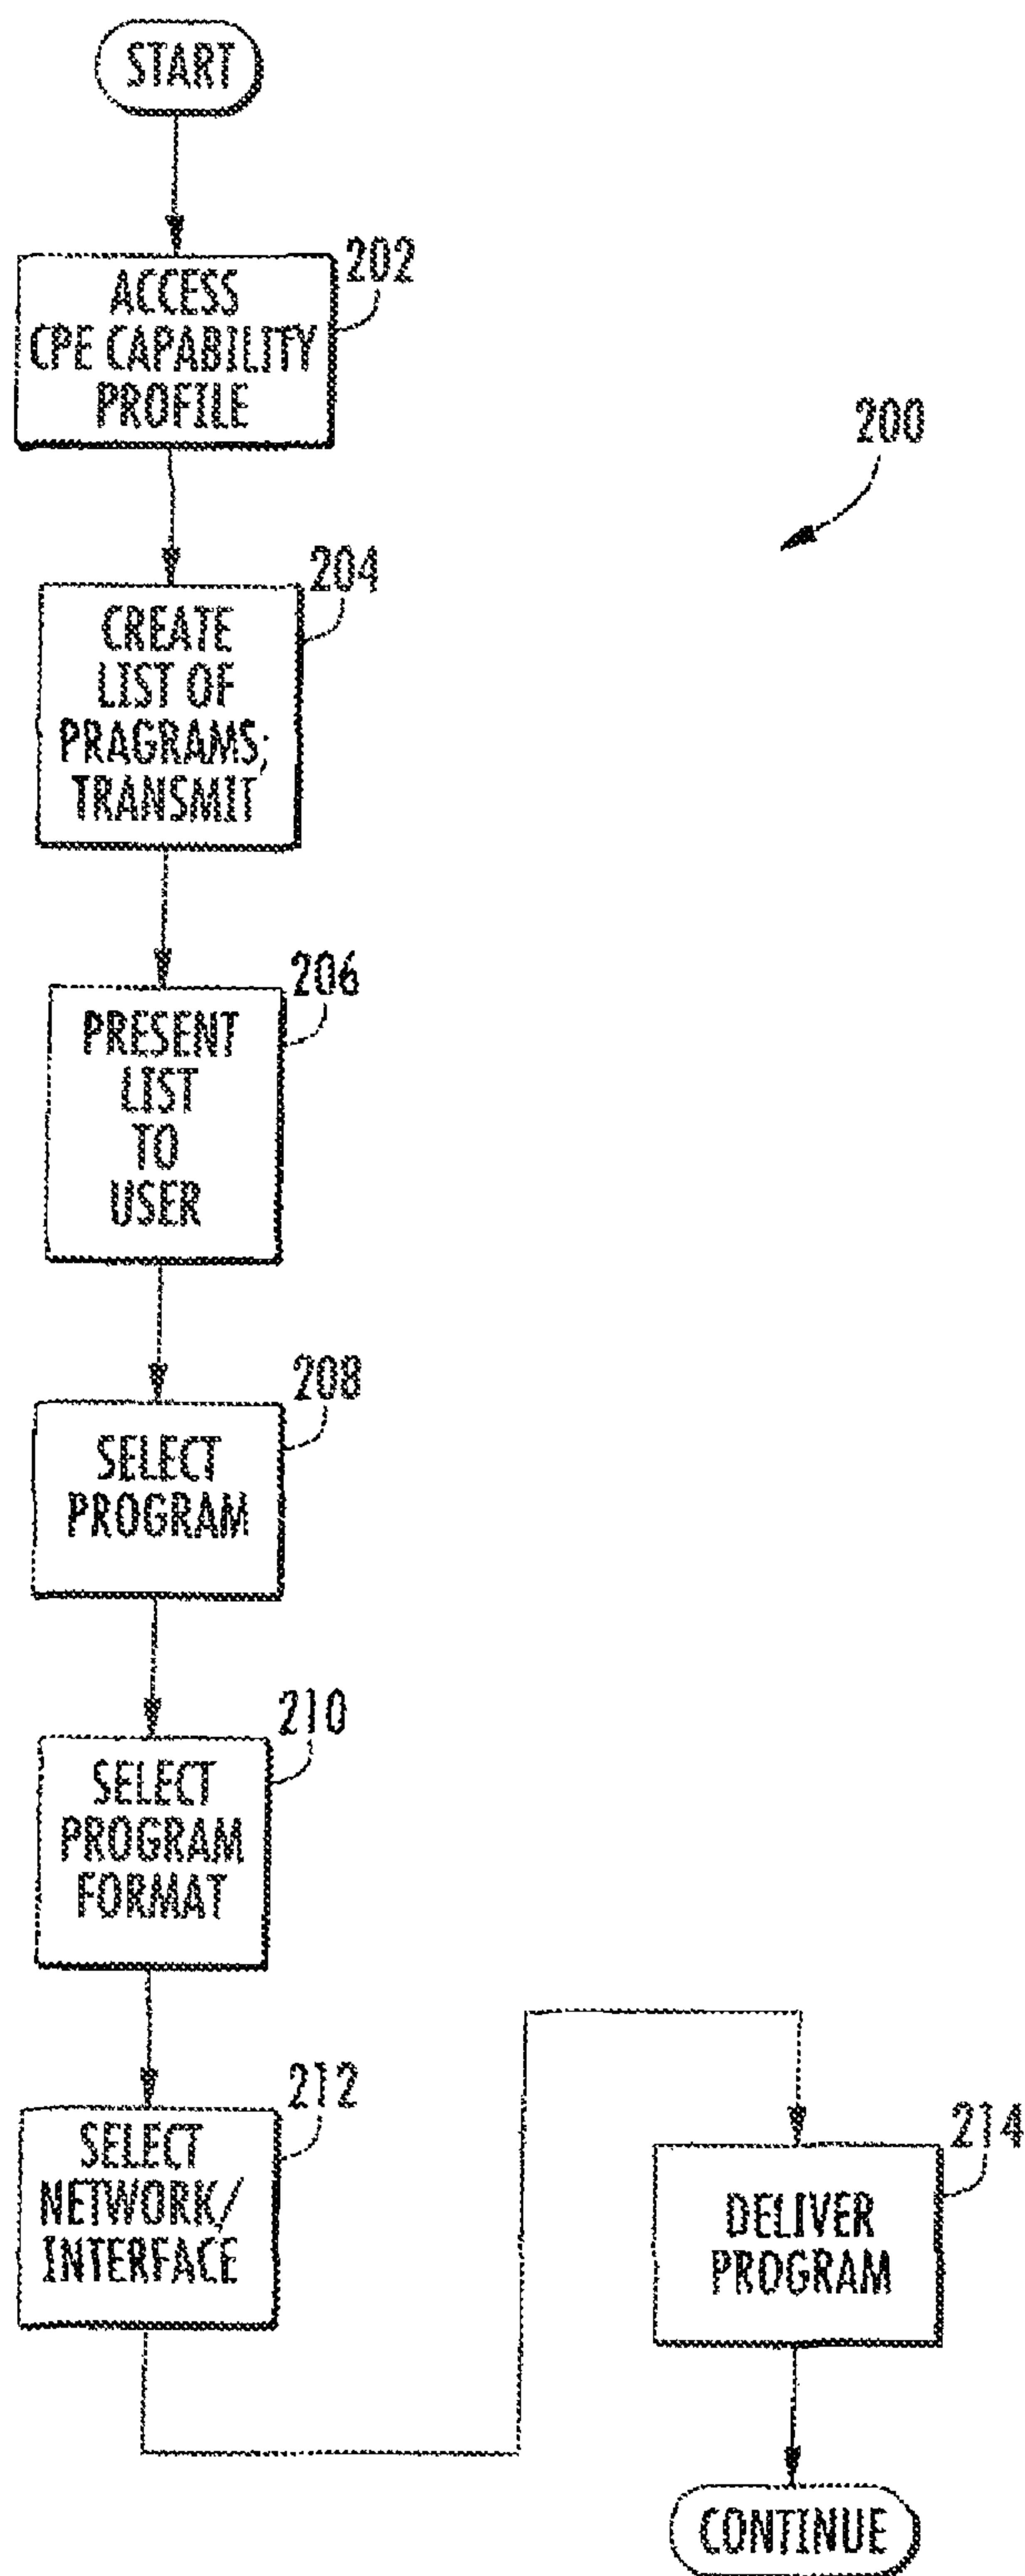 START
202
ACCESS
CPE CAPABILITY
PROFILE
200
204
CREATE
LIST OF
PRAGRAMS;
TRANSMIT
206
PRESENT
LIST
TO
USER
208
SELECT
PROGRAM
210
SELECT
PROGRAM
FORMAT
212
SELECT
NETWORK/
INTERFACE
214
DELIVER
PROGRAM
CONTINUE